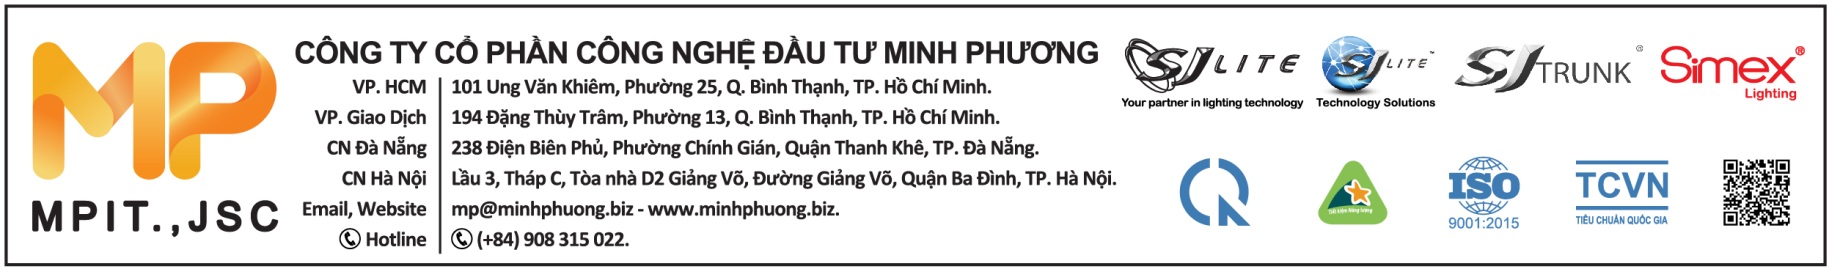 MP
MPIT.,JSC
CÔNG TY CỔ PHẦN CÔNG NGHỆ ĐẦU TƯ MINH PHƯƠNG
VP. HCM 101 Ung Văn Khiêm, Phường 25, Q. Bình Thạnh, TP. Hồ Chí Minh.
VP. Giao Dịch 194 Đặng Thùy Trâm, Phường 13, Q. Bình Thạnh, TP. Hồ Chí Minh.
CN Đà Nẵng 238 Điện Biên Phủ, Phường Chính Gián, Quận Thanh Khê, TP. Đà Nẵng.
CN Hà Nội Lầu 3, Tháp C, Tòa nhà D2 Giảng Võ, Đường Giảng Võ, Quận Ba Đình, TP. Hà Nội.
Email, Website mp@minhphuong.biz - www.minhphuong.biz.
Hotline (+84) 908 315 022.
SJ LITE
Your partner in lighting technology
SJ LITE™
Technology Solutions
SJ TRUNK®
Simex®
Lighting
Tiết kiệm Năng lượng
ISO
9001:2015
TCVN
TIÊU CHUẨN QUỐC GIA